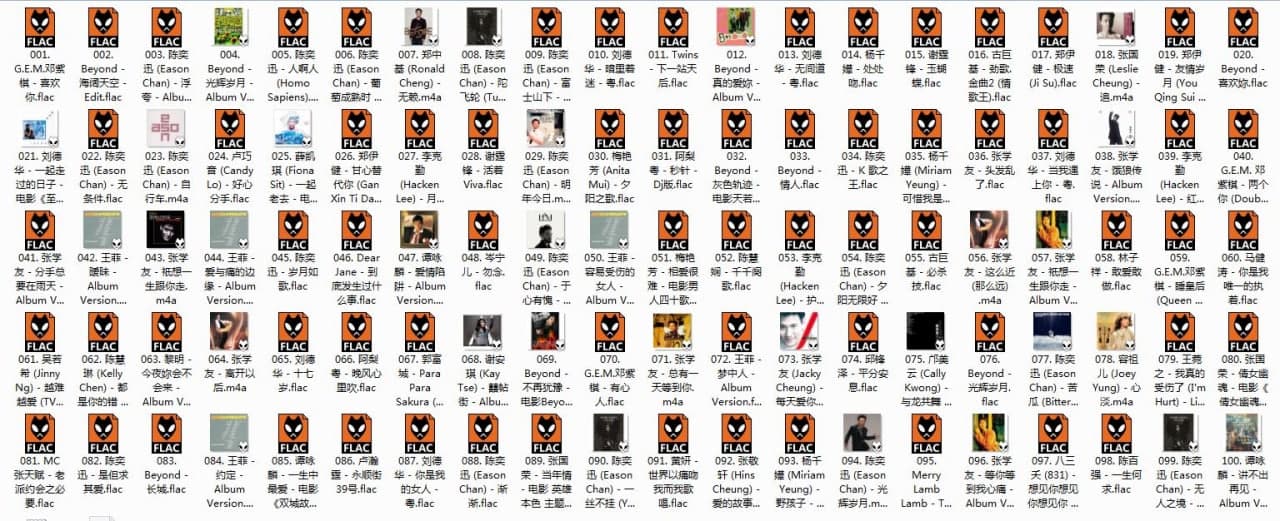 FLAC
001.
G.E.M.邓紫
棋 - 喜欢
你.flac
FLAC
002.
Beyond -
海阔天空 -
Edit.flac
FLAC
003. 陈奕
迅 (Eason
Chan) - 浮
夸 - Albu...
004.
Beyond -
光辉岁月 -
Album V...
FLAC
005. 陈奕
迅 - 人啊人
(Homo
Sapiens)....
FLAC
006. 陈奕
迅 (Eason
Chan) - 葡
萄成熟时 ...
007. 郑中
基 (Ronald
Cheng) -
无赖.m4a
008. 陈奕
迅 (Eason
Chan) - 陀
飞轮 (Tu...
FLAC
009. 陈奕
迅 (Eason
Chan) - 富
士山下 - ...
FLAC
010. 刘德
华 - 暗里着
迷 - 粤.flac
FLAC
011. Twins
- 下一站天
后.flac
012.
Beyond -
真的爱妳 -
Album V...
FLAC
013. 刘德
华 - 无间道
- 粤.flac
FLAC
014. 杨千
嬅 - 处处
吻.flac
FLAC
015. 谢霆
锋 - 玉蝴
蝶.flac
FLAC
016. 古巨
基 - 劲歌.
金曲2 (情
歌王).flac
FLAC
017. 郑伊
健 - 极速
(Ji Su).flac
018. 张国
荣 (Leslie
Cheung) -
追.m4a
FLAC
019. 郑伊
健 - 友情岁
月 (You
Qing Sui ...
FLAC
020.
Beyond -
喜欢妳.flac
021. 刘德
华 - 一起走
过的日子 -
电影《至...
FLAC
022. 陈奕
迅 (Eason
Chan) - 无
条件.flac
023. 陈奕
迅 (Eason
Chan) - 自
行车.m4a
FLAC
024. 卢巧
音 (Candy
Lo) - 好心
分手.flac
025. 薛凯
琪 (Fiona
Sit) - 一起
老去 - 电...
FLAC
026. 郑伊
健 - 甘心替
代你 (Gan
Xin Ti Da...
FLAC
027. 李克
勤
(Hacken
Lee) - 月...
FLAC
028. 谢霆
锋 - 活着
Viva.flac
029. 陈奕
迅 (Eason
Chan) - 明
年今日.m...
FLAC
030. 梅艳
芳 (Anita
Mui) - 夕
阳之歌.flac
FLAC
031. 阿梨
粤 - 秒针 -
Dj版.flac
FLAC
032.
Beyond -
灰色轨迹 -
电影天若...
FLAC
033.
Beyond -
情人.flac
FLAC
034. 陈奕
迅 - K 歌之
王.flac
FLAC
035. 杨千
嬅 (Miriam
Yeung) -
可惜我是...
FLAC
036. 张学
友 - 头发乱
了.flac
FLAC
037. 刘德
华 - 当我遇
上你 - 粤.
flac
038. 张学
友 - 饿狼传
说 - Album
Version....
FLAC
039. 李克
勤
(Hacken
Lee) - 红...
FLAC
040.
G.E.M. 邓
紫棋 - 两个
你 (Doub...
FLAC
041. 张学
友 - 分手总
要在雨天 -
Album V...
042. 王菲 -
暧昧 -
Album
Version....
043. 张学
友 - 祇想一
生跟你走.
m4a
044. 王菲 -
爱与痛的边
缘 - Album
Version....
FLAC
045. 陈奕
迅 - 岁月如
歌.flac
FLAC
046. Dear
Jane - 到
底发生过什
么事.flac
047. 谭咏
麟 - 爱情陷
阱 - Album
Version....
FLAC
048. 岑宁
儿 - 勿念.
flac
049. 陈奕
迅 (Eason
Chan) - 于
心有愧 - ...
050. 王菲 -
容易受伤的
女人 -
Album V...
FLAC
051. 梅艳
芳 - 相爱很
难 - 电影男
人四十歌...
FLAC
052. 陈慧
娴 - 千千阙
歌.flac
FLAC
053. 李克
勤
(Hacken
Lee) - 护...
FLAC
054. 陈奕
迅 (Eason
Chan) - 夕
阳无限好 ...
FLAC
055. 古巨
基 - 必杀
技.flac
056. 张学
友 - 这么近
(那么远)
.m4a
057. 张学
友 - 祇想一
生跟你走 -
Album V...
FLAC
058. 林子
祥 - 敢爱敢
做.flac
FLAC
059.
G.E.M.邓紫
棋 - 睡皇后
(Queen ...
FLAC
060. 马健
涛 - 你是我
唯一的执
着.flac
FLAC
061. 吴若
希 (Jinny
Ng) - 越难
越爱 (TV...
FLAC
062. 陈慧
琳 (Kelly
Chen) - 都
是你的错 ...
FLAC
063. 黎明 -
今夜妳会不
会来 -
Album V...
064. 张学
友 - 离开以
后.m4a
FLAC
065. 刘德
华 - 十七
岁.flac
FLAC
066. 阿梨
粤 - 晚风心
里吹.flac
FLAC
067. 郭富
城 - Para
Para
Sakura (...
068. 谢安
琪 (Kay
Tse) - 囍帖
街 - Albu...
069.
Beyond -
不再犹豫 -
电影Beyo...
FLAC
070.
G.E.M.邓紫
棋 - 有心
人.flac
071. 张学
友 - 总有一
天等到你.
m4a
FLAC
072. 王菲 -
梦中人 -
Album
Version.f...
073. 张学
友 (Jacky
Cheung) -
每天爱你...
FLAC
074. 邱锋
泽 - 平分安
息.flac
075. 邝美
云 (Cally
Kwong) -
与龙共舞 ...
FLAC
076.
Beyond -
光辉岁月.
flac
077. 陈奕
迅 (Eason
Chan) - 苦
瓜 (Bitter...
078. 容祖
儿 (Joey
Yung) - 心
淡.m4a
FLAC
079. 王菀
之 - 我真的
受伤了 (I'm
Hurt) - Li...
FLAC
080. 张国
荣 - 倩女幽
魂 - 电影《
倩女幽魂...
FLAC
081. MC
张天赋 - 老
派约会之必
要.flac
FLAC
082. 陈奕
迅 - 是但求
其爱.flac
FLAC
083.
Beyond -
长城.flac
084. 王菲 -
约定 -
Album
Version....
FLAC
085. 谭咏
麟 - 一生中
最爱 - 电影
《双城故...
FLAC
086. 卢瀚
霆 - 永顺街
39号.flac
FLAC
087. 刘德
华 - 你是我
的女人 -
粤.flac
FLAC
088. 陈奕
迅 (Eason
Chan) - 渐
渐.flac
FLAC
089. 张国
荣 - 当年情
- 电影 英雄
本色 主题...
090. 陈奕
迅 (Eason
Chan) - 一
丝不挂 (Y...
FLAC
091. 黄妍 -
世界以痛吻
我而我歌
唱.flac
FLAC
092. 张敬
轩 (Hins
Cheung) -
爱的故事...
FLAC
093. 杨千
嬅 (Miriam
Yeung) -
野孩子 - ...
094. 陈奕
迅 (Eason
Chan) - 光
辉岁月.m...
FLAC
095.
Merry
Lamb
Lamb - T...
096. 张学
友 - 等你等
到我心痛 -
Album V...
FLAC
097. 八三
夭 (831) -
想见你想见
你想见你 ...
FLAC
098. 陈百
强 - 一生何
求.flac
099. 陈奕
迅 (Eason
Chan) - 无
人之境 - ...
100. 谭咏
麟 - 讲不出
再见 -
Album V...